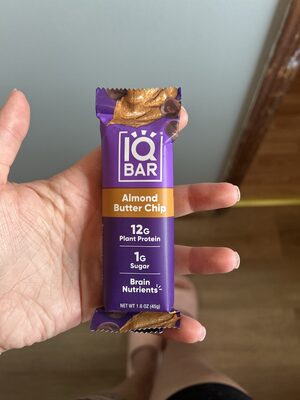 IQ
BAR
Almond
Butter Chip
12G
Plant Protein
1G
Sugar
Brain
Nutrients
NET WT 1.6 OZ (45g)